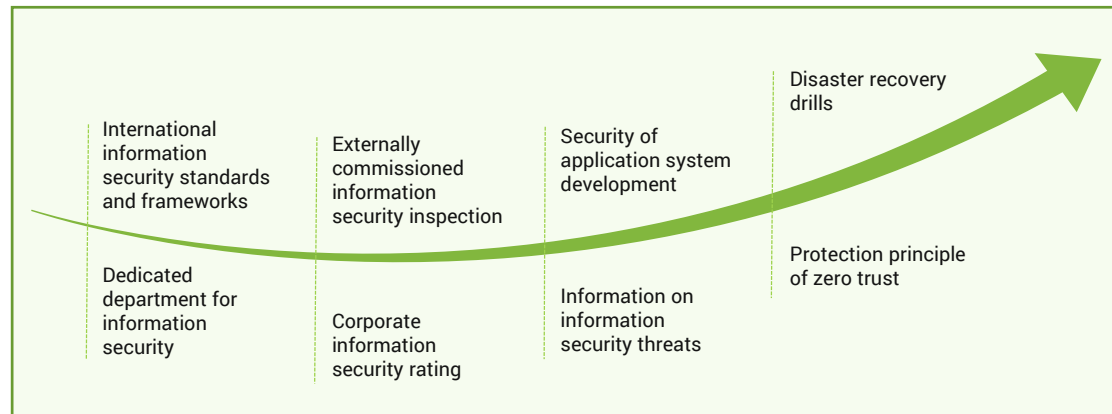 International
information
security standards
and frameworks
Dedicated
department for
information
security
Externally
commissioned
information
security inspection
Corporate
information
security rating
Security of
application system
development
Information on
information
security threats
Disaster recovery
drills
Protection principle
of zero trust